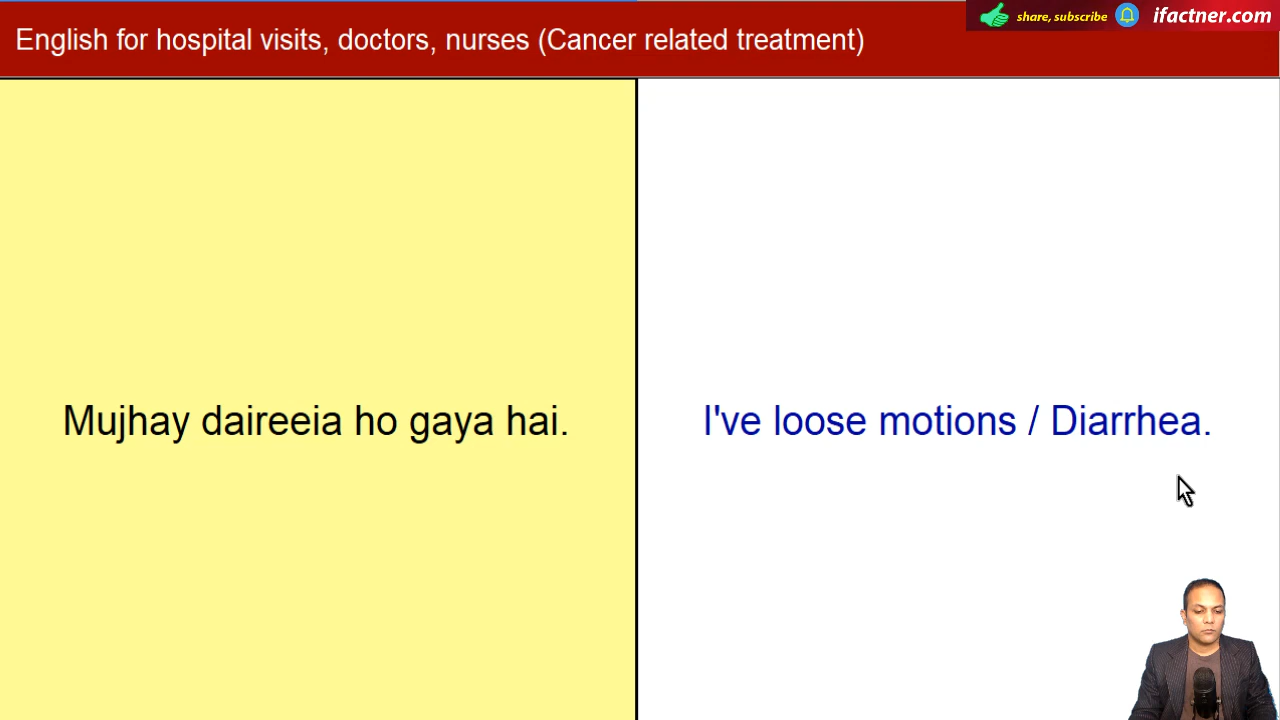 English for hospital visits, doctors, nurses (Cancer related treatment)
share, subscribe
ifactner.com
Mujhay daireeia ho gaya hai.
I've loose motions / Diarrhea.